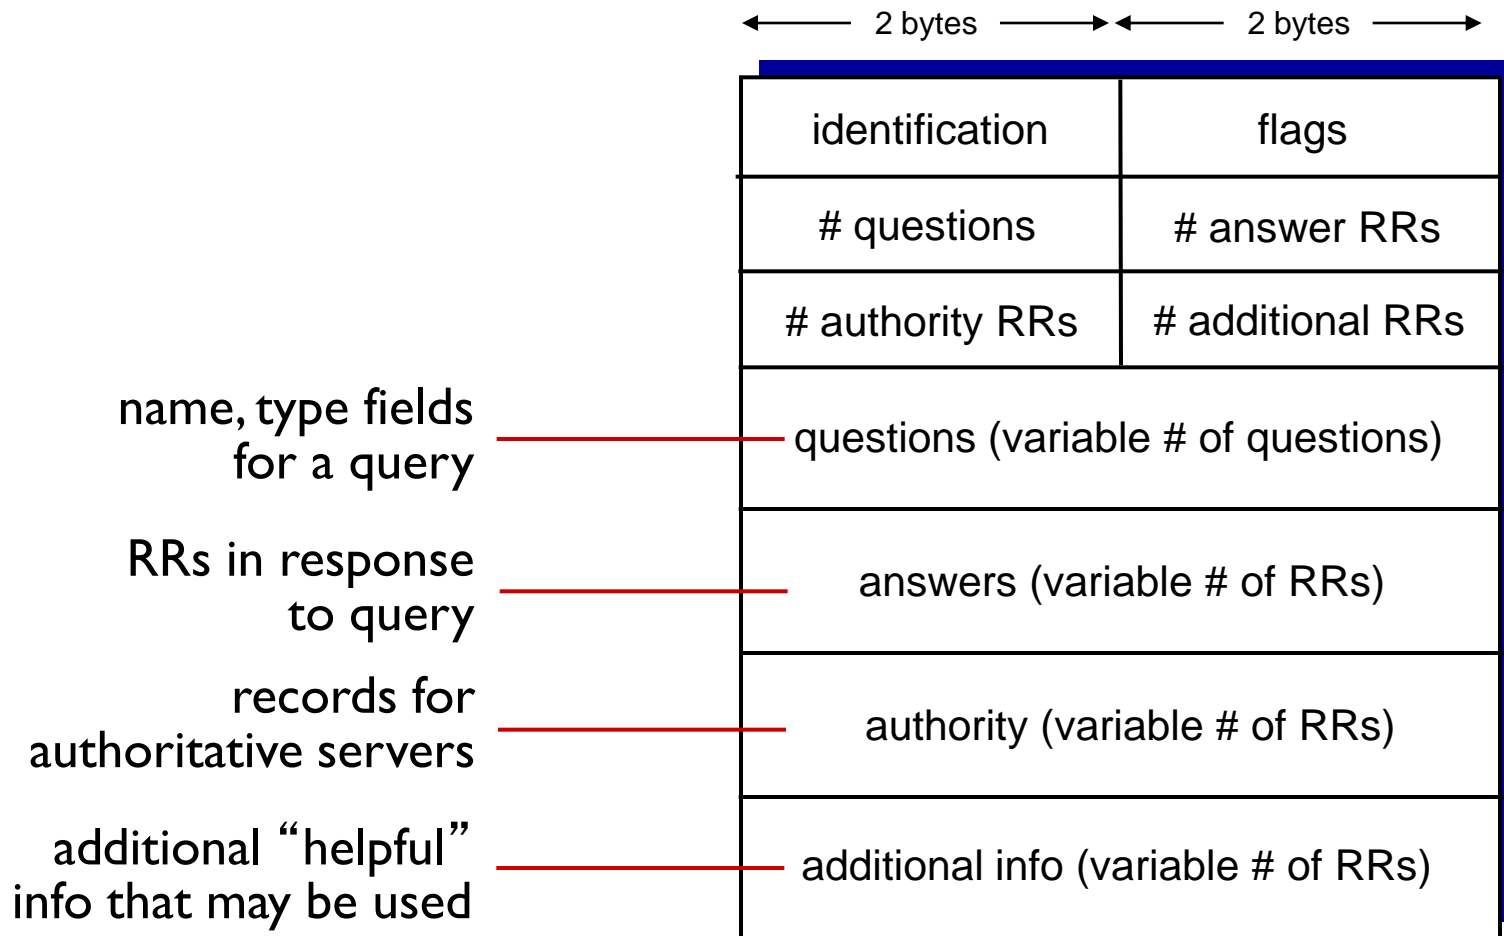 2 bytes 2 bytes
identification flags
# questions # answer RRs
# authority RRs # additional RRs
name, type fields
for a query
questions (variable # of questions)
RRs in response
to query
answers (variable # of RRs)
records for
authoritative servers
authority (variable # of RRs)
additional “helpful”
info that may be used
additional info (variable # of RRs)